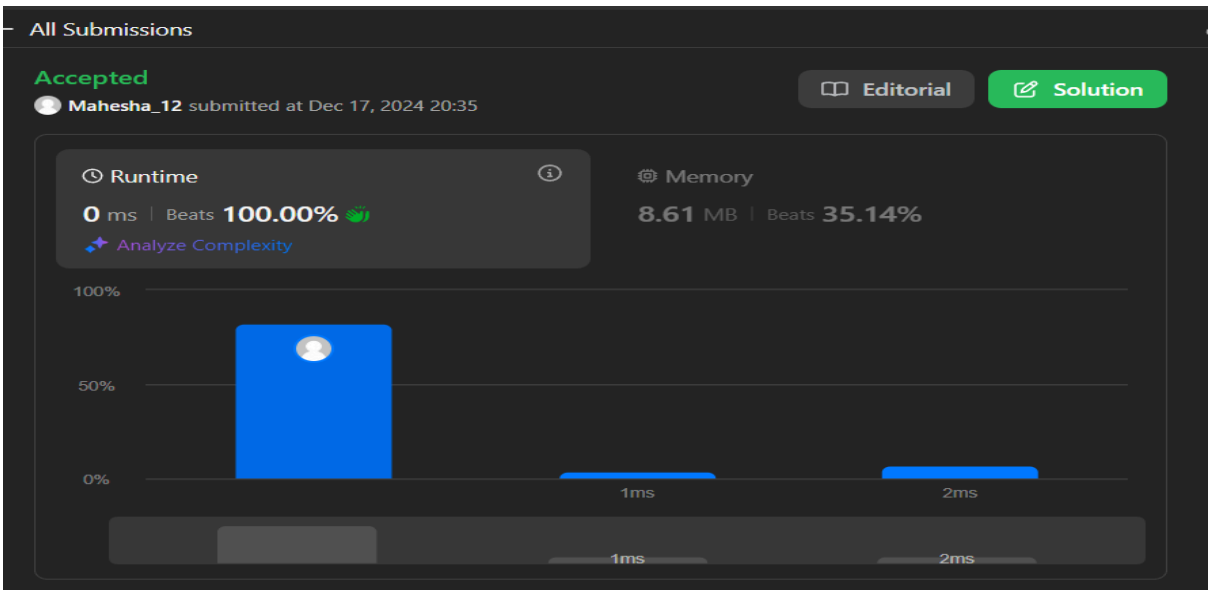 All Submissions
Accepted
Mahesha_12 submitted at Dec 17, 2024 20:35
Editorial
Solution
Runtime
0 ms | Beats 100.00%
Analyze Complexity
Memory
8.61 MB | Beats 35.14%
100%
50%
0%
1ms
2ms
1ms
2ms